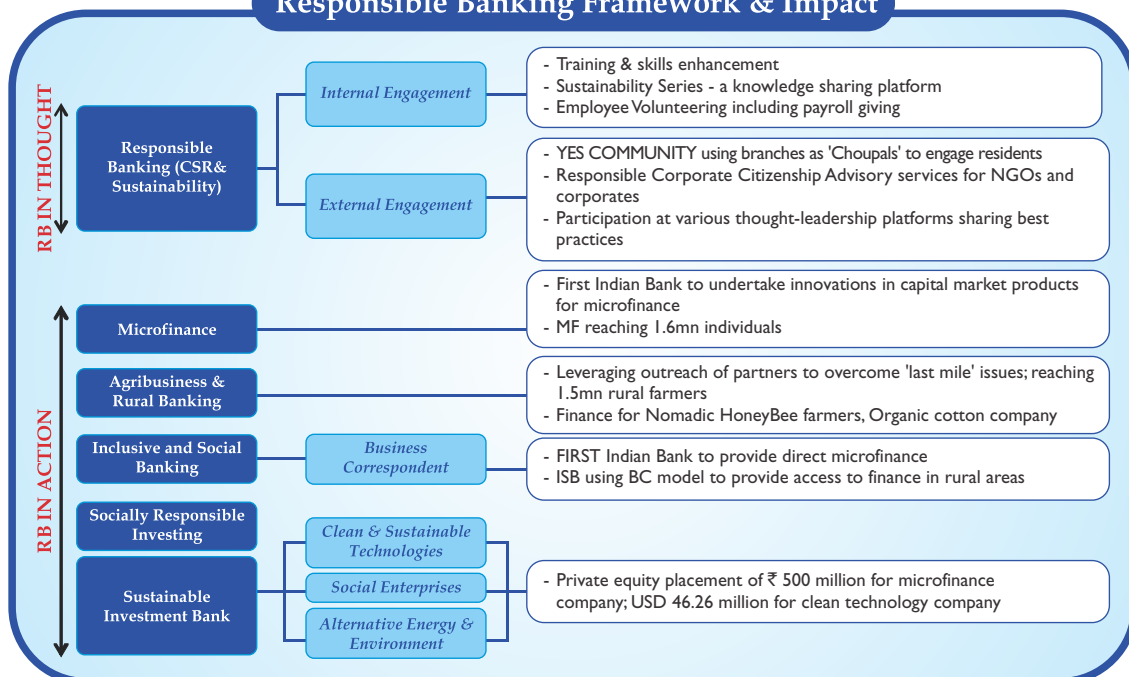 Responsible Banking Framework & Impact
RB IN THOUGHT
Responsible
Banking (CSR&
Sustainability)
Internal Engagement
- Training & skills enhancement
- Sustainability Series - a knowledge sharing platform
- Employee Volunteering including payroll giving
External Engagement
- YES COMMUNITY using branches as 'Choupals' to engage residents
- Responsible Corporate Citizenship Advisory services for NGOs and
corporates
- Participation at various thought-leadership platforms sharing best
practices
RB IN ACTION
Microfinance
- First Indian Bank to undertake innovations in capital market products
for microfinance
- MF reaching 1.6mn individuals
Agribusiness &
Rural Banking
- Leveraging outreach of partners to overcome 'last mile' issues; reaching
1.5mn rural farmers
- Finance for Nomadic HoneyBee farmers, Organic cotton company
Inclusive and Social
Banking
Business
Correspondent
- FIRST Indian Bank to provide direct microfinance
- ISB using BC model to provide access to finance in rural areas
Socially Responsible
Investing
Sustainable
Investment Bank
Clean & Sustainable
Technologies
Social Enterprises
Alternative Energy &
Environment
- Private equity placement of ₹ 500 million for microfinance
company; USD 46.26 million for clean technology company